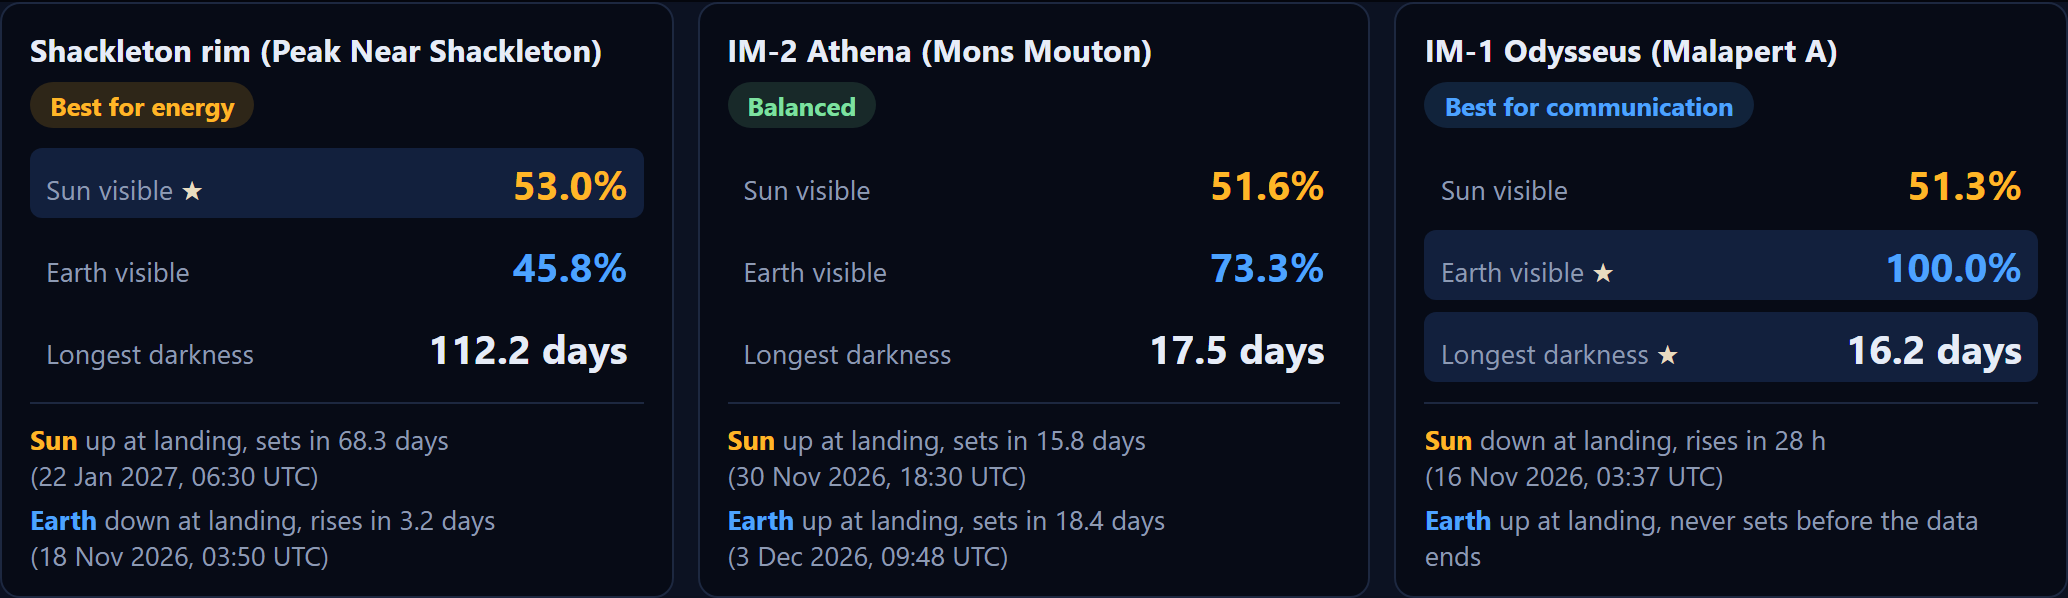 Shackleton rim (Peak Near Shackleton)
Best for energy
Sun visible ★ 53.0%
Earth visible 45.8%
Longest darkness 112.2 days
Sun up at landing, sets in 68.3 days
(22 Jan 2027, 06:30 UTC)
Earth down at landing, rises in 3.2 days
(18 Nov 2026, 03:50 UTC)
IM-2 Athena (Mons Mouton)
Balanced
Sun visible 51.6%
Earth visible 73.3%
Longest darkness 17.5 days
Sun up at landing, sets in 15.8 days
(30 Nov 2026, 18:30 UTC)
Earth up at landing, sets in 18.4 days
(3 Dec 2026, 09:48 UTC)
IM-1 Odysseus (Malapert A)
Best for communication
Sun visible 51.3%
Earth visible ★ 100.0%
Longest darkness ★ 16.2 days
Sun down at landing, rises in 28 h
(16 Nov 2026, 03:37 UTC)
Earth up at landing, never sets before the data
ends